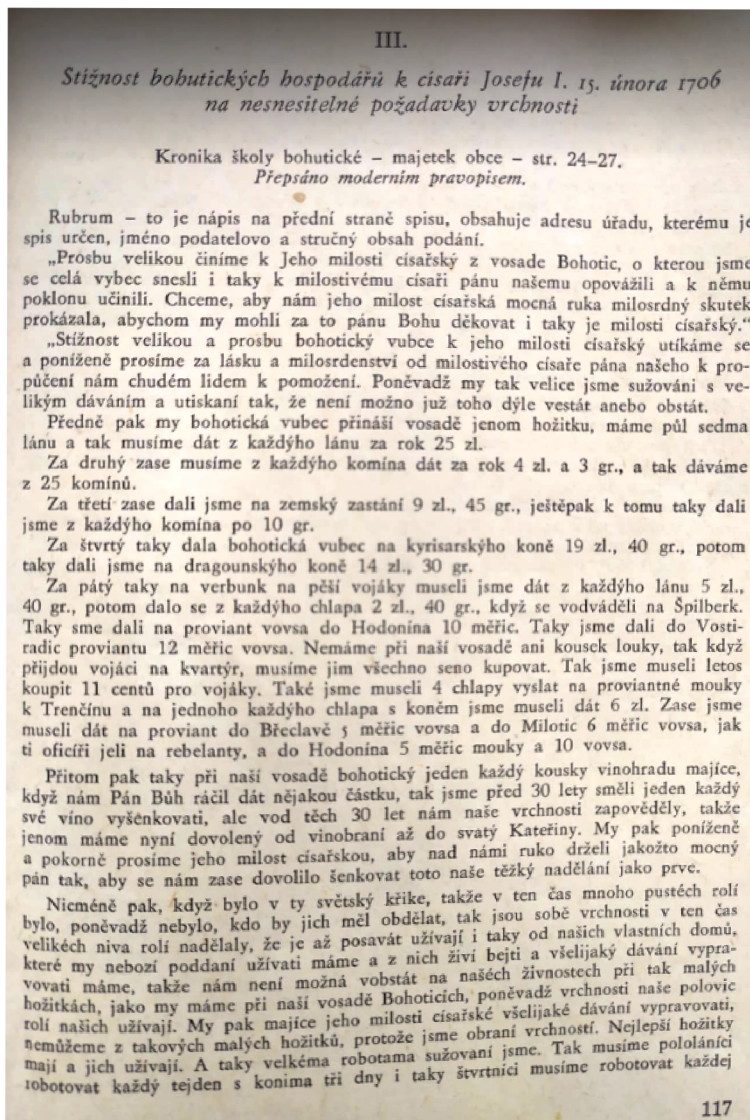 III.
Stížnost bohutických hospodářů k císaři Josefu I. 15. února 1706
na nesnesitelné požadavky vrchnosti
Kronika školy bohutické – majetek obce – str. 24–27.
Přepsáno moderním pravopisem.
Rubrum – to je nápis na přední straně spisu, obsahuje adresu úřadu, kterému je
spis určen, jméno podatelovo a stručný obsah podání.
„Prosbu velikou činíme k Jeho milosti císařský z vosade Bohotic, o kterou jsme
se celá vybec snesli i taky k milostivému císaři pánu našemu opovážili a k němu
poklonu učinili. Chceme, aby nám jeho milost císařská mocná ruka milosrdný skutek
prokázala, abychom my mohli za to pánu Bohu děkovat i taky je milosti císařský.“
„Stížnost velikou a prosbu bohotický vubce k jeho milosti císařský utíkáme se
a poníženě prosíme za lásku a milosrdenství od milostivého císaře pána našeho k pro-
půčení nám chudém lidem k pomožení. Poněvadž my tak velice jsme sužováni s ve-
likým dáváním a utiskaní tak, že není možno již toho dýle vestát anebo obstát.
Předně pak my bohotická vubec přináší vosadě jenom hožitku, máme půl sedma
lánu a tak musíme dát z každýho lánu za rok 25 zl.
Za druhý zase musíme z každýho komína dát za rok 4 zl. a 3 gr., a tak dáváme
z 25 komínů.
Za třetí zase dali jsme na zemský zastání 9 zl., 45 gr., ještěpak k tomu taky dali
jsme z každýho komína po 10 gr.
Za štvrtý taky dala bohotická vubec na kyrisarskýho koně 19 zl., 40 gr., potom
taky dali jsme na dragounskýho koně 14 zl., 30 gr.
Za pátý taky na verbunk na pěší vojáky museli jsme dát z každýho lánu 5 zl.,
40 gr., potom dalo se z každýho chlapa 2 zl., 40 gr., když se vodváděli na Špilberk.
Taky sme dali na proviant vovsa do Hodonína 10 měřic. Taky jsme dali do Vosti-
radic proviantu 12 měřic vovsa. Nemáme při naší vosadě ani kousek louky, tak když
přijdou vojáci na kvartýr, musíme jim všechno seno kupovat. Tak jsme museli letos
koupit 11 centů pro vojáky. Také jsme museli 4 chlapy vyslat na proviantné mouky
k Trenčínu a na jednoho každýho chlapa s koněm jsme museli dát 6 zl. Zase jsme
museli dát na proviant do Břeclavě 5 měřic vovsa a do Milotic 6 měřic vovsa, jak
ti oficíři jeli na rebelanty, a do Hodonína 5 měřic mouky a 10 vovsa.
Přitom pak taky při naší vosadě bohotický jeden každý kousky vinohradu majíce,
když nám Pán Bůh ráčil dát nějakou částku, tak jsme před 30 lety směli jeden každý
své víno vyšenkovati, ale vod těch 30 let nám naše vrchnosti zapověděly, takže
jenom máme nyní dovolený od vinobraní až do svatý Kateřiny. My pak poníženě
a pokorně prosíme jeho milost císařskou, aby nad námi ruko drželi jakožto mocný
pán tak, aby se nám zase dovolilo šenkovat toto naše těžký nadělání jako prve.
Nicméně pak, když bylo v ty světský křike, takže v ten čas mnoho pustéch rolí
bylo, poněvadž nebylo, kdo by jich měl obdělat, tak jsou sobě vrchnosti v ten čas
velikéch niva rolí nadělaly, že je až posavát užívají i taky od našich vlastních domů,
které my nebozí poddaní užívati máme a z nich živí bejti a všelijaký dávání vypra-
vovati máme, takže nám není možná vobstát na našéch živnostech při tak malých
hožitkách, jako my máme při naší vosadě Bohoticích, poněvadž vrchnosti naše polovic
rolí našich užívají. My pak majíce jeho milosti císařské všelijaké dávání vypravovati,
nemůžeme z takových malých hožitků, protože jsme obraní vrchností. Nejlepší hožitky
mají a jich užívají. A taky velkéma robotama sužovaní jsme. Tak musíme pololáníci
robotovat každý tejden s konima tři dny i taky štvrtníci musíme robotovat každej
117